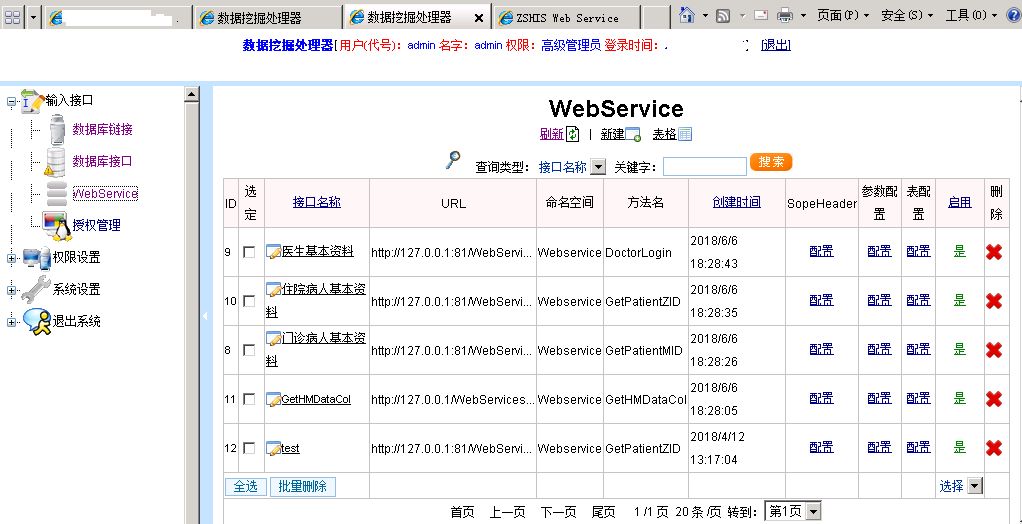 数据挖掘处理器
数据挖掘处理器
ZSHIS Web Service
页面(P)
安全(S)
工具(O)
数据挖掘处理器[用户(代号)：admin 名字：admin 权限：高级管理员 登录时间：
[退出]
输入接口
数据库链接
数据库接口
WebService
授权管理
权限设置
系统设置
退出系统
WebService
刷新 | 新建 表格
查询类型： 接口名称 关键字： 搜索
ID 选定 接口名称 URL 命名空间 方法名 创建时间 SopeHeader 参数配置 表配置 启用 删除
9 医生基本资料 http://127.0.0.1:81/WebServi... Webservice DoctorLogin 2018/6/6 18:28:43 配置 配置 配置 是
10 住院病人基本资料 http://127.0.0.1:81/WebServi... Webservice GetPatientZID 2018/6/6 18:28:35 配置 配置 配置 是
8 门诊病人基本资料 http://127.0.0.1:81/WebServi... Webservice GetPatientMID 2018/6/6 18:28:26 配置 配置 配置 是
11 GetHMDataCol http://127.0.0.1/WebServices... Webservice GetHMDataCol 2018/6/6 18:28:05 配置 配置 配置 是
12 test http://127.0.0.1:81/WebServi... Webservice GetPatientZID 2018/4/12 13:17:04 配置 配置 配置 是
全选 批量删除 选择
首页 上一页 下一页 尾页 1/1页 20条/页 转到： 第1页